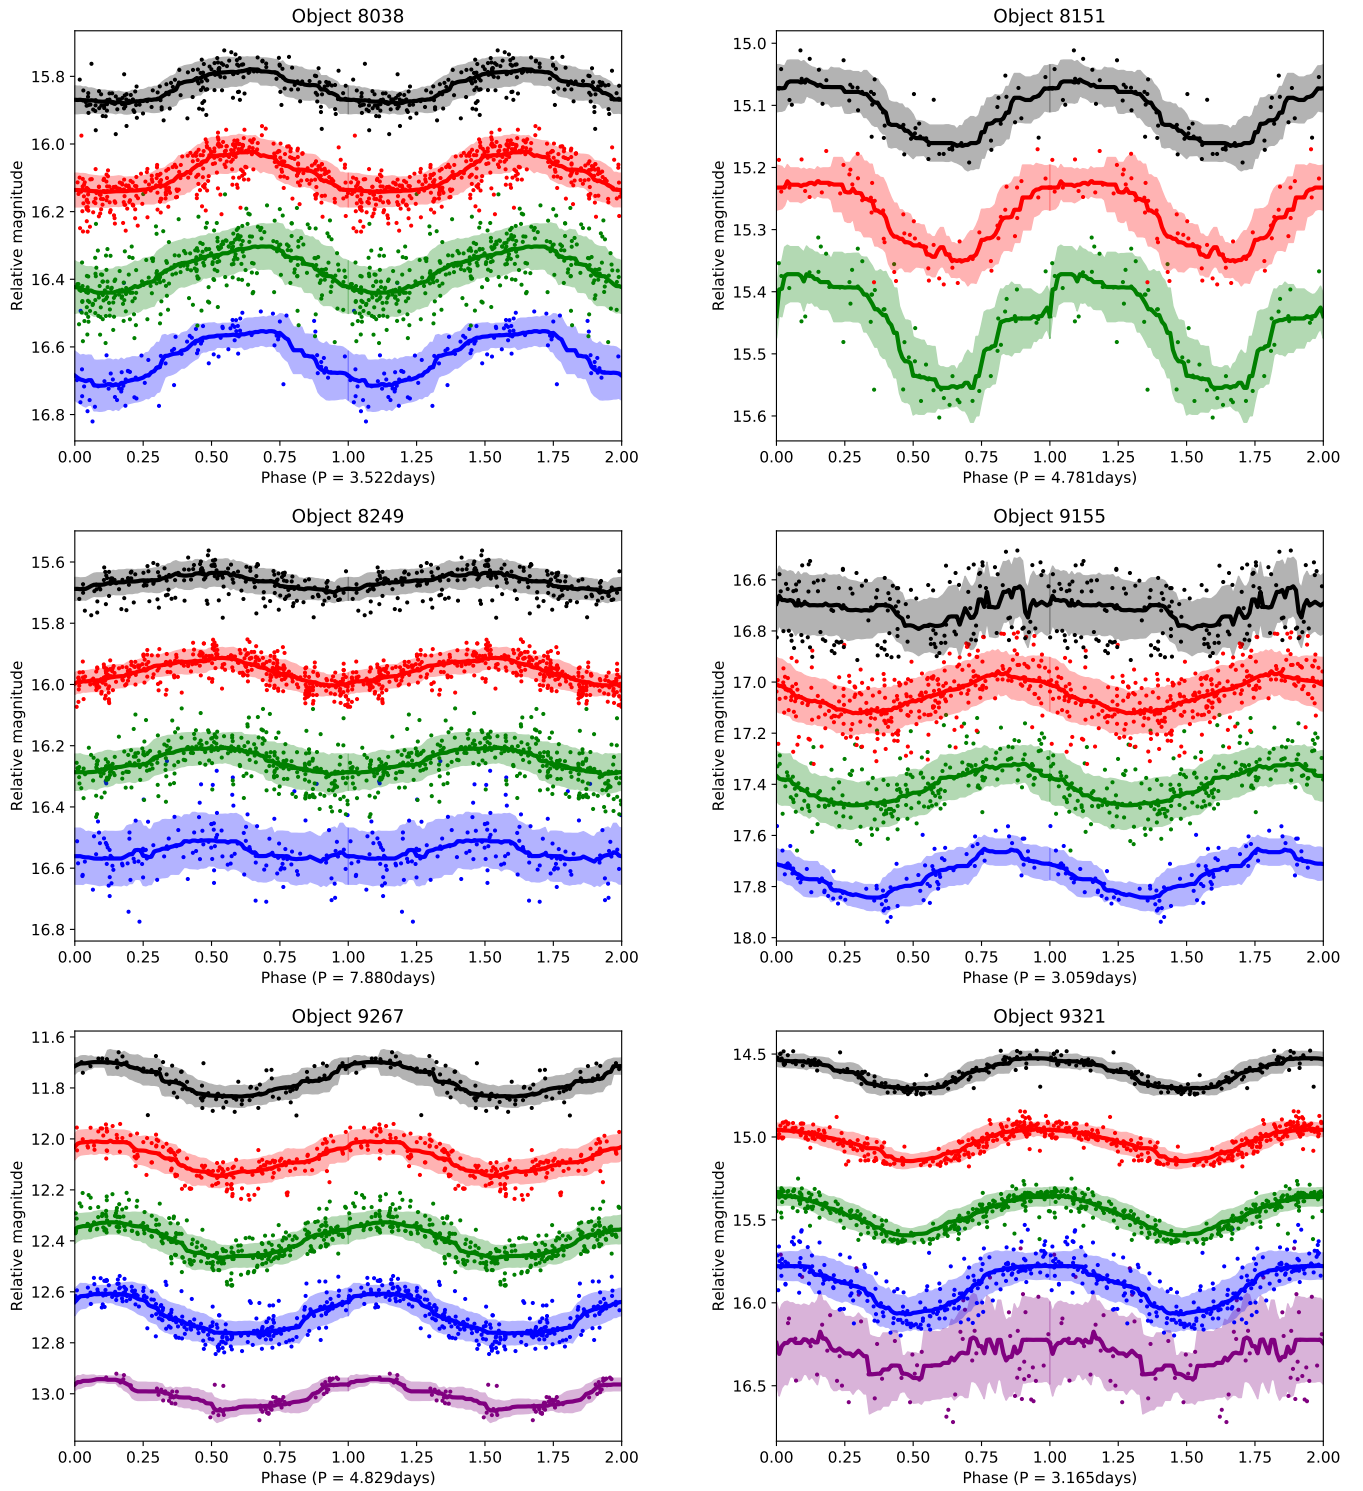 Object 8038
Relative magnitude
15.8
16.0
16.2
16.4
16.6
16.8
0.00 0.25 0.50 0.75 1.00 1.25 1.50 1.75 2.00
Phase (P = 3.522days)
Object 8151
Relative magnitude
15.0
15.1
15.2
15.3
15.4
15.5
15.6
0.00 0.25 0.50 0.75 1.00 1.25 1.50 1.75 2.00
Phase (P = 4.781days)
Object 8249
Relative magnitude
15.6
15.8
16.0
16.2
16.4
16.6
16.8
0.00 0.25 0.50 0.75 1.00 1.25 1.50 1.75 2.00
Phase (P = 7.880days)
Object 9155
Relative magnitude
16.6
16.8
17.0
17.2
17.4
17.6
17.8
18.0
0.00 0.25 0.50 0.75 1.00 1.25 1.50 1.75 2.00
Phase (P = 3.059days)
Object 9267
Relative magnitude
11.6
11.8
12.0
12.2
12.4
12.6
12.8
13.0
0.00 0.25 0.50 0.75 1.00 1.25 1.50 1.75 2.00
Phase (P = 4.829days)
Object 9321
Relative magnitude
14.5
15.0
15.5
16.0
16.5
0.00 0.25 0.50 0.75 1.00 1.25 1.50 1.75 2.00
Phase (P = 3.165days)